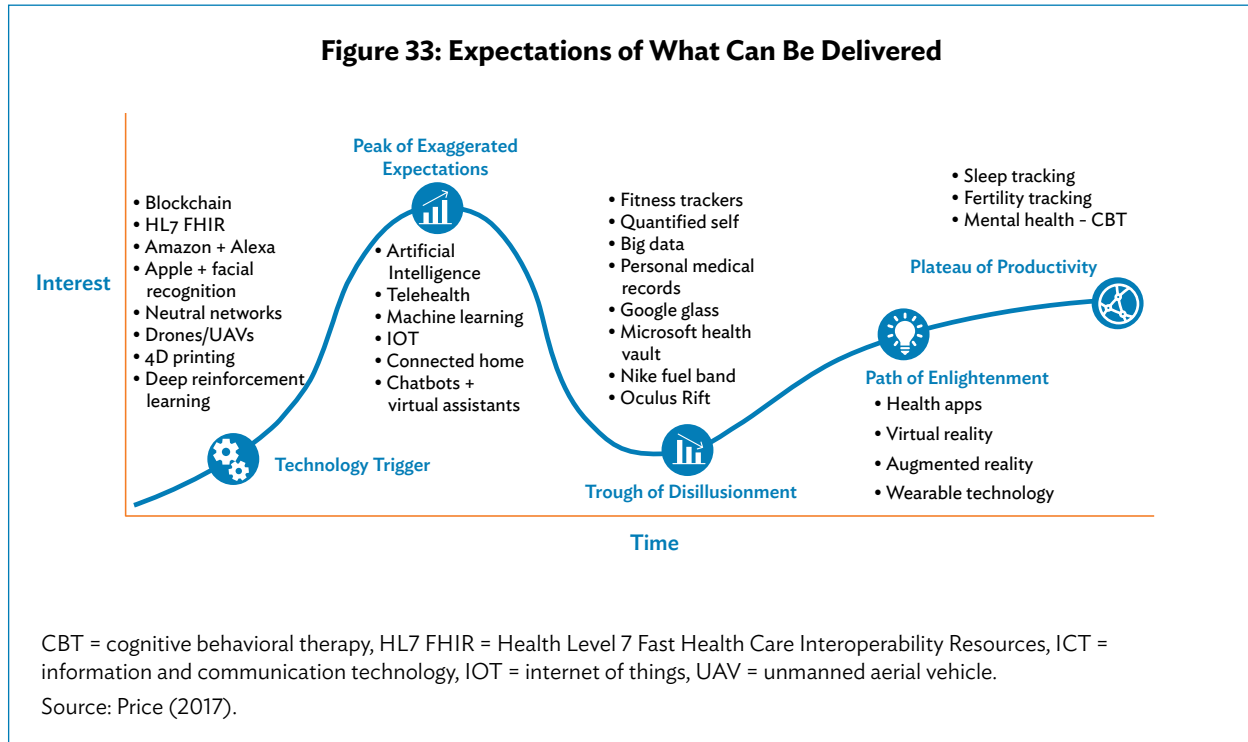 Figure 33: Expectations of What Can Be Delivered
Interest
• Blockchain
• HL7 FHIR
• Amazon + Alexa
• Apple + facial
recognition
• Neutral networks
• Drones/UAVs
• 4D printing
• Deep reinforcement
learning
Technology Trigger
Peak of Exaggerated
Expectations
• Artificial
Intelligence
• Telehealth
• Machine learning
• IOT
• Connected home
• Chatbots +
virtual assistants
• Fitness trackers
• Quantified self
• Big data
• Personal medical
records
• Google glass
• Microsoft health
vault
• Nike fuel band
• Oculus Rift
Trough of Disillusionment
• Sleep tracking
• Fertility tracking
• Mental health - CBT
Plateau of Productivity
Path of Enlightenment
• Health apps
• Virtual reality
• Augmented reality
• Wearable technology
Time
CBT = cognitive behavioral therapy, HL7 FHIR = Health Level 7 Fast Health Care Interoperability Resources, ICT =
information and communication technology, IOT = internet of things, UAV = unmanned aerial vehicle.
Source: Price (2017).